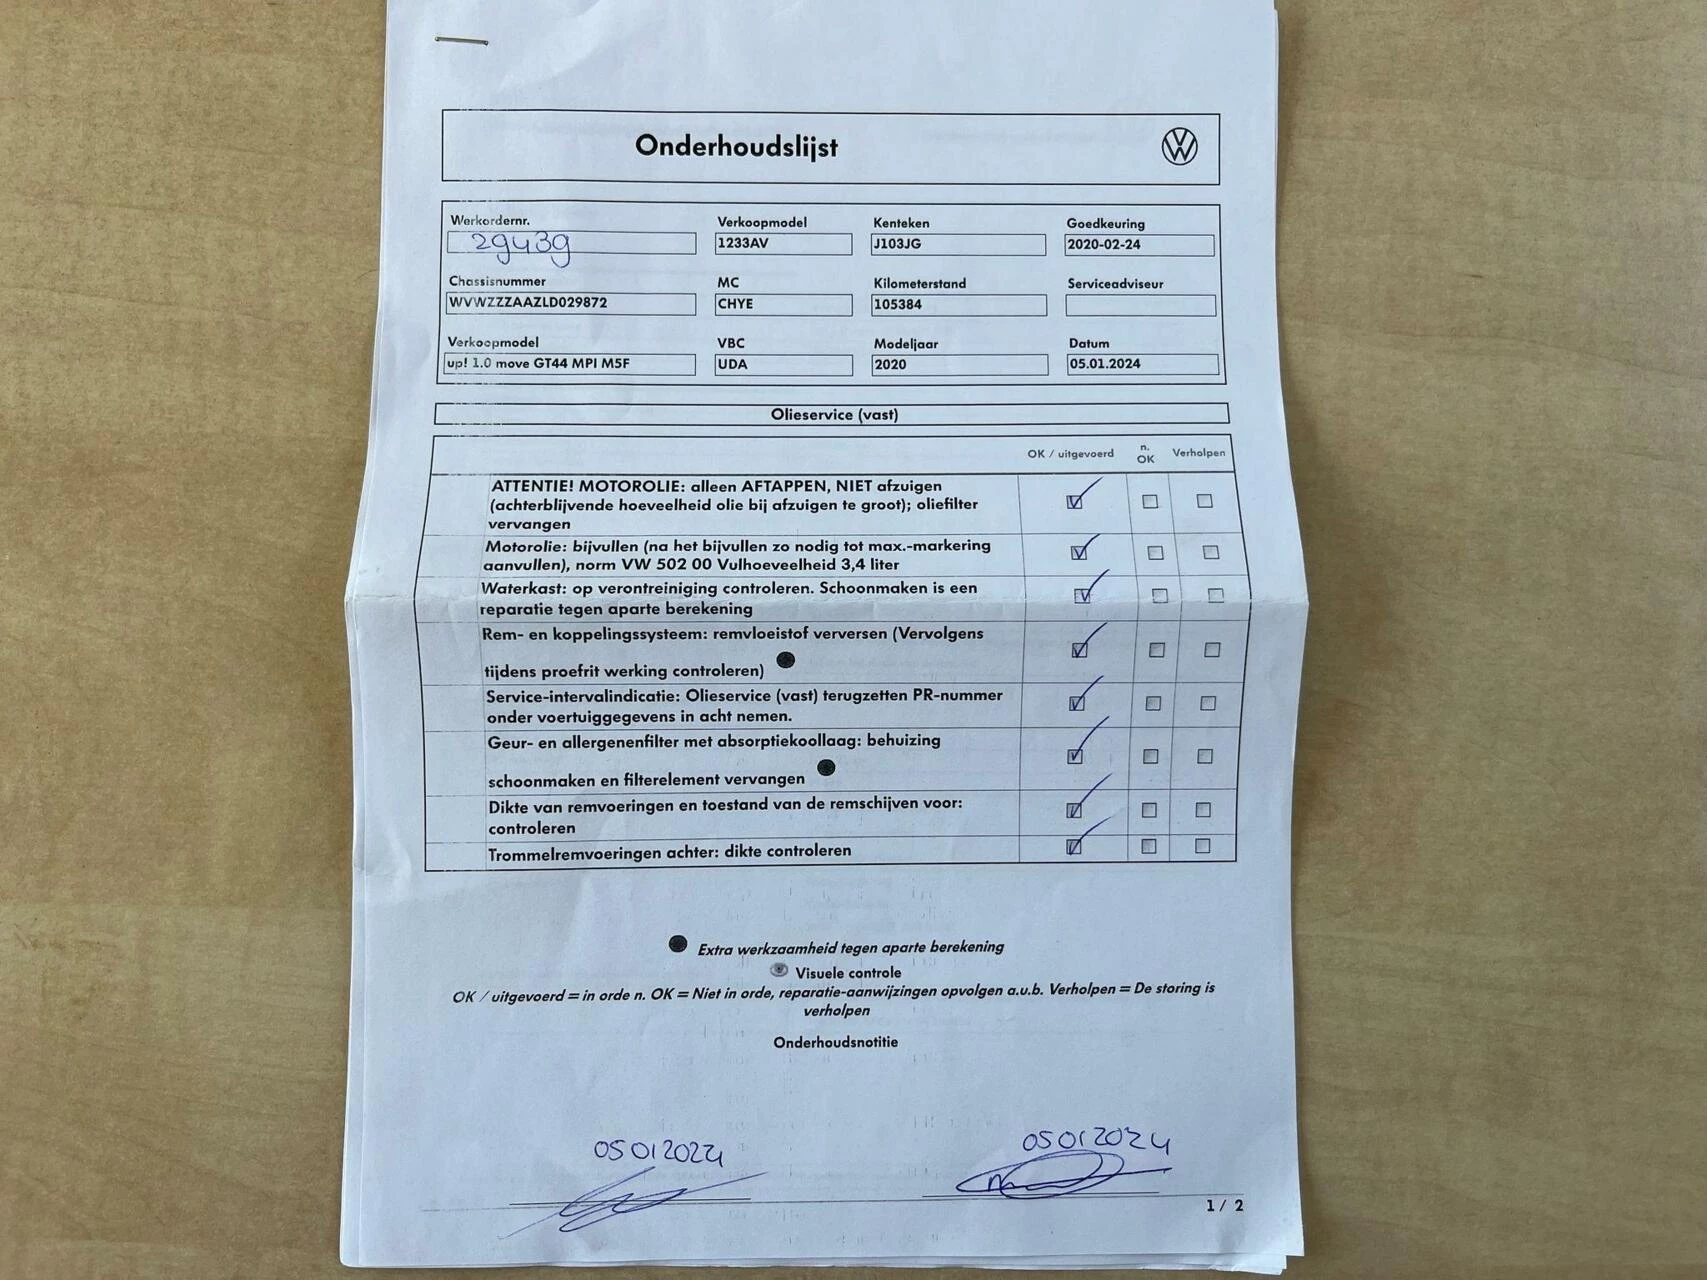 Onderhoudslijst
Werkordernr. Verkoopmodel Kenteken Goedkeuring
29439 1233AV J103JG 2020-02-24
Chassisnummer MC Kilometerstand Serviceadviseur
WVWZZZAAZLD029872 CHYE 105384
Verkoopmodel VBC Modeljaar Datum
up! 1.0 move GT44 MPI M5F UDA 2020 05.01.2024
Olieservice (vast)
OK / uitgevoerd n. OK Verholpen
ATTENTIE! MOTOROLIE: alleen AFTAPPEN, NIET afzuigen
(achterblijvende hoeveelheid olie bij afzuigen te groot); oliefilter
vervangen
Motorolie: bijvullen (na het bijvullen zo nodig tot max.-markering
aanvullen), norm VW 502 00 Vulhoeveelheid 3,4 liter
Waterkast: op verontreiniging controleren. Schoonmaken is een
reparatie tegen aparte berekening
Rem- en koppelingssysteem: remvloeistof verversen (Vervolgens
tijdens proefrit werking controleren)
Service-intervalindicatie: Olieservice (vast) terugzetten PR-nummer
onder voertuiggegevens in acht nemen.
Geur- en allergenenfilter met absorptiekoollaag: behuizing
schoonmaken en filterelement vervangen
Dikte van remvoeringen en toestand van de remschijven voor:
controleren
Trommelremvoeringen achter: dikte controleren
Extra werkzaamheid tegen aparte berekening
Visuele controle
OK / uitgevoerd = in orde n. OK = Niet in orde, reparatie-aanwijzingen opvolgen a.u.b. Verholpen = De storing is
verholpen
Onderhoudsnotitie
05012024 05012024
1 / 2